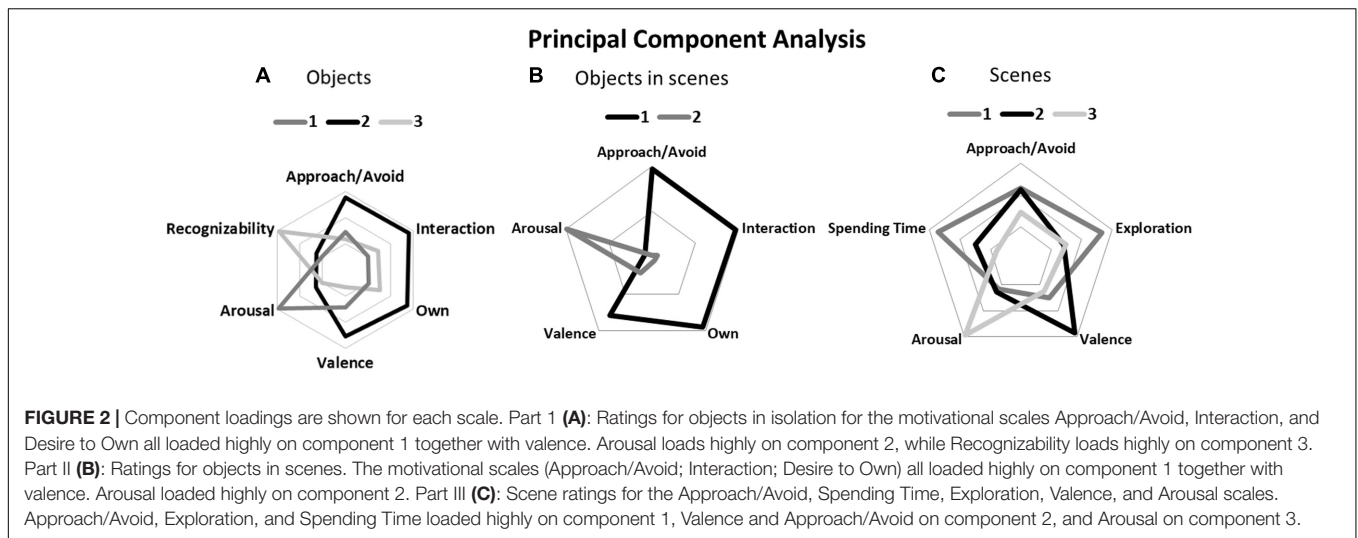 Principal Component Analysis
A Objects
1 2 3
Approach/Avoid
Recognizability
Interaction
Arousal
Own
Valence
B Objects in scenes
1 2
Approach/Avoid
Arousal
Interaction
Valence
Own
C Scenes
1 2 3
Approach/Avoid
Spending Time
Exploration
Arousal
Valence
FIGURE 2 | Component loadings are shown for each scale. Part 1 (A): Ratings for objects in isolation for the motivational scales Approach/Avoid, Interaction, and
Desire to Own all loaded highly on component 1 together with valence. Arousal loads highly on component 2, while Recognizability loads highly on component 3.
Part II (B): Ratings for objects in scenes. The motivational scales (Approach/Avoid; Interaction; Desire to Own) all loaded highly on component 1 together with
valence. Arousal loaded highly on component 2. Part III (C): Scene ratings for the Approach/Avoid, Spending Time, Exploration, Valence, and Arousal scales.
Approach/Avoid, Exploration, and Spending Time loaded highly on component 1, Valence and Approach/Avoid on component 2, and Arousal on component 3.